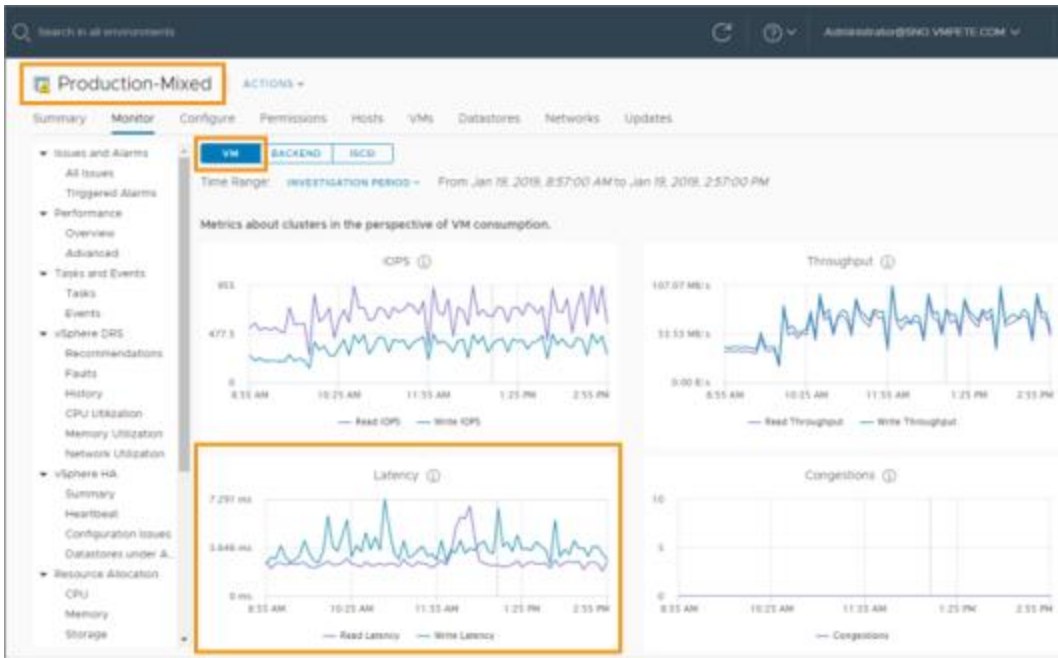 Search in all environments
Administrator@SNO.VMPETE.COM
Production-Mixed ACTIONS
Summary Monitor Configure Permissions Hosts VMs Datastores Networks Updates
Issues and Alarms
All Issues
Triggered Alarms
Performance
Overview
Advanced
Tasks and Events
Tasks
Events
vSphere DRS
Recommendations
Faults
History
CPU Utilization
Memory Utilization
Network Utilization
vSphere HA
Summary
Heartbeat
Configuration Issues
Datastores under A...
Resource Allocation
CPU
Memory
Storage
VM BACKEND ISCSI
Time Range: INVESTIGATION PERIOD From Jan 19, 2019, 8:57:00 AM to Jan 19, 2019, 2:57:00 PM
Metrics about clusters in the perspective of VM consumption.
IOPS
477.5
0
8:55 AM 10:25 AM 11:55 AM 1:25 PM 2:55 PM
Read IOPS Write IOPS
Throughput
107.07 MB/s
53.53 MB/s
0.00 B/s
8:55 AM 10:25 AM 11:55 AM 1:25 PM 2:55 PM
Read Throughput Write Throughput
Latency
7.297 ms
3.648 ms
0 ms
8:55 AM 10:25 AM 11:55 AM 1:25 PM 2:55 PM
Read Latency Write Latency
Congestions
10
5
0
8:55 AM 10:25 AM 11:55 AM 1:25 PM 2:55 PM
Congestions